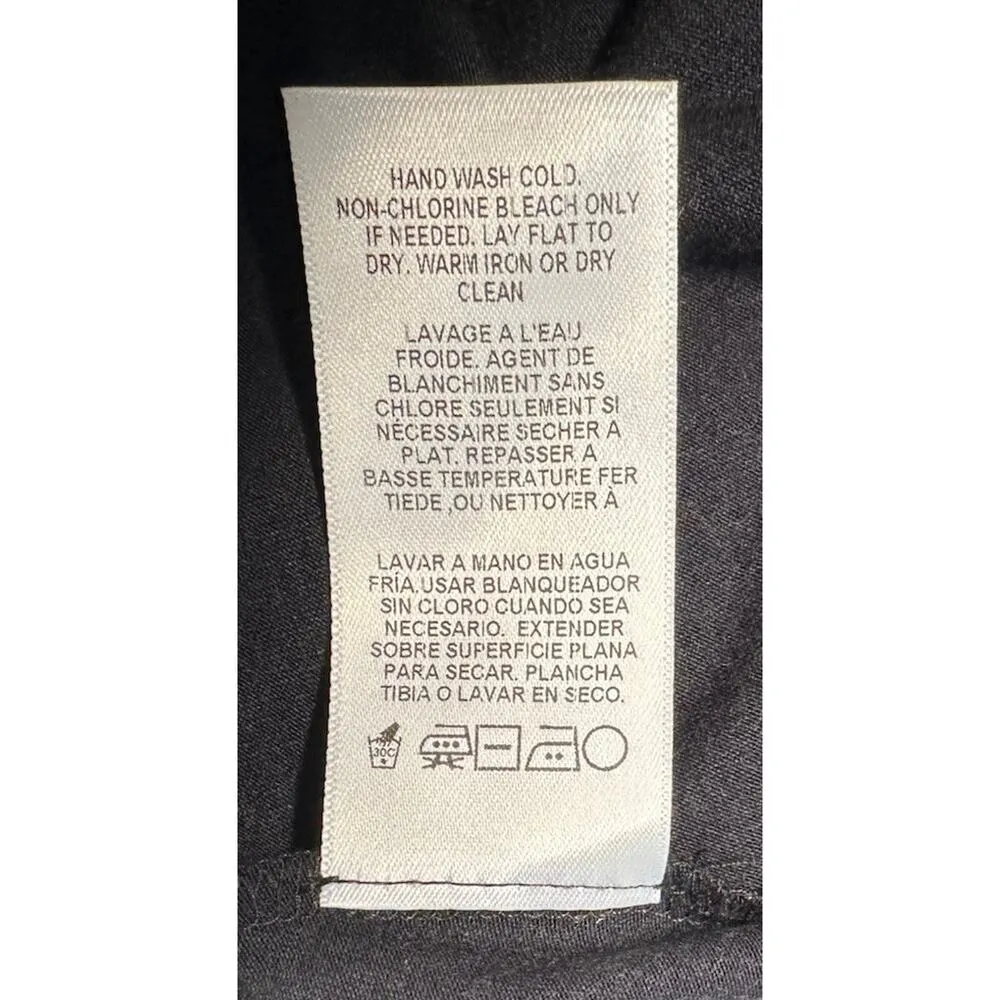 HAND WASH COLD.
NON-CHLORINE BLEACH ONLY
IF NEEDED. LAY FLAT TO
DRY. WARM IRON OR DRY
CLEAN
LAVAGE A L'EAU
FROIDE. AGENT DE
BLANCHIMENT SANS
CHLORE SEULEMENT SI
NÉCESSAIRE SECHER A
PLAT. REPASSER A
BASSE TEMPERATURE FER
TIEDE ,OU NETTOYER À
LAVAR A MANO EN AGUA
FRÍA.USAR BLANQUEADOR
SIN CLORO CUANDO SEA
NECESARIO. EXTENDER
SOBRE SUPERFICIE PLANA
PARA SECAR. PLANCHA
TIBIA O LAVAR EN SECO.
30C